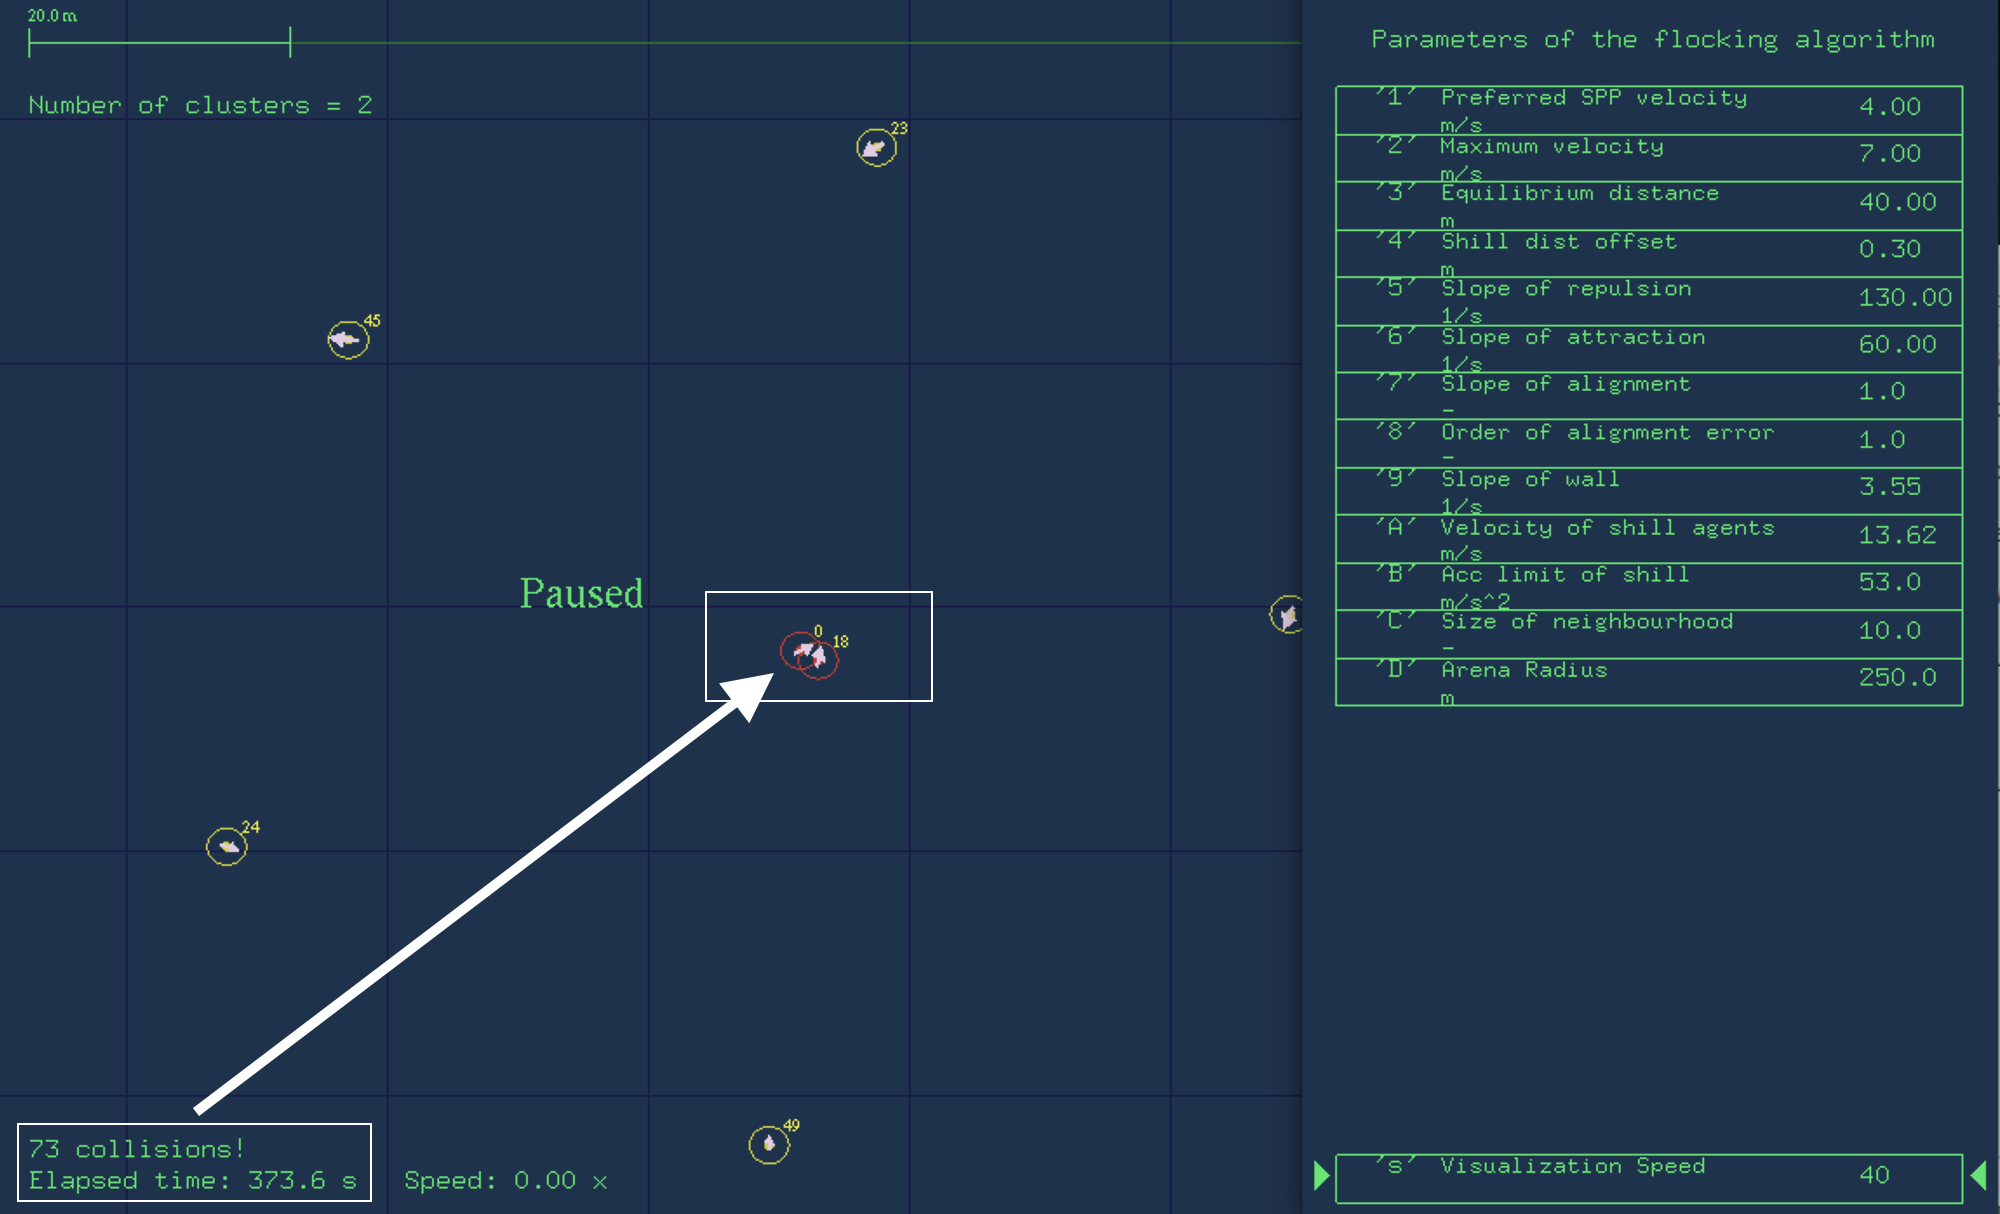 20.0 m
Number of clusters = 2
23
45
Paused
0
18
24
49
73 collisions!
Elapsed time: 373.6 s
Speed: 0.00 x
Parameters of the flocking algorithm
'1' Preferred SPP velocity 4.00
m/s
'2' Maximum velocity 7.00
m/s
'3' Equilibrium distance 40.00
m
'4' Shill dist offset 0.30
m
'5' Slope of repulsion 130.00
1/s
'6' Slope of attraction 60.00
1/s
'7' Slope of alignment 1.0
–
'8' Order of alignment error 1.0
–
'9' Slope of wall 3.55
1/s
'A' Velocity of shill agents 13.62
m/s
'B' Acc limit of shill 53.0
m/s^2
'C' Size of neighbourhood 10.0
–
'D' Arena Radius 250.0
m
's' Visualization Speed 40